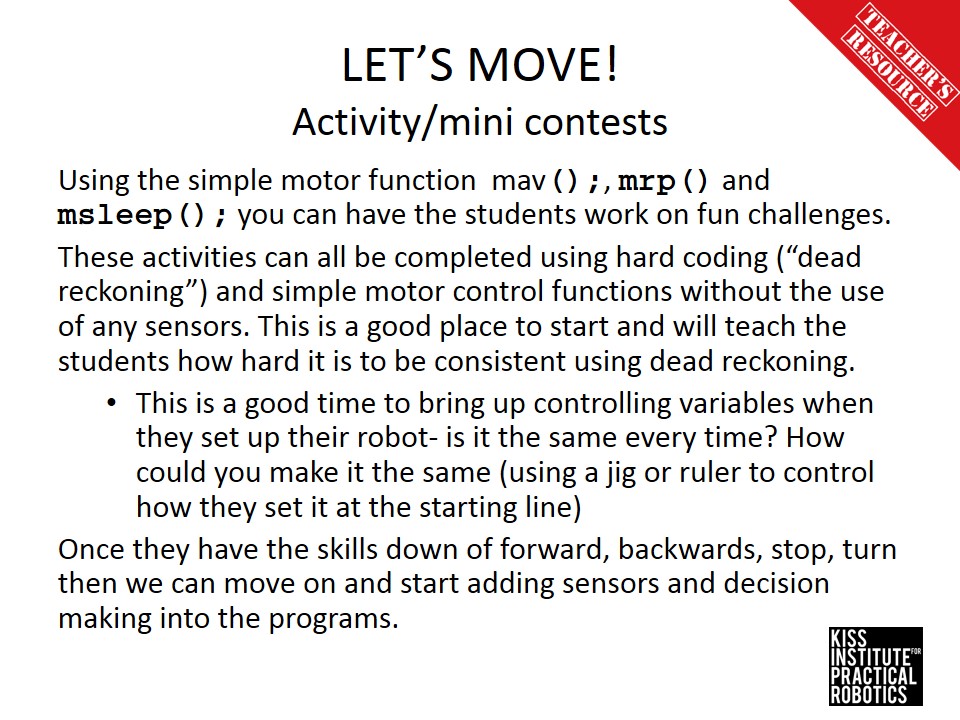 LET’S MOVE!
Activity/mini contests
TEACHER'S
RESOURCE
Using the simple motor function  mav();, mrp() and
msleep(); you can have the students work on fun challenges.
These activities can all be completed using hard coding (“dead
reckoning”) and simple motor control functions without the use
of any sensors. This is a good place to start and will teach the
students how hard it is to be consistent using dead reckoning.
• This is a good time to bring up controlling variables when
they set up their robot- is it the same every time? How
could you make it the same (using a jig or ruler to control
how they set it at the starting line)
Once they have the skills down of forward, backwards, stop, turn
then we can move on and start adding sensors and decision
making into the programs.
KISS
INSTITUTE FOR
PRACTICAL
ROBOTICS